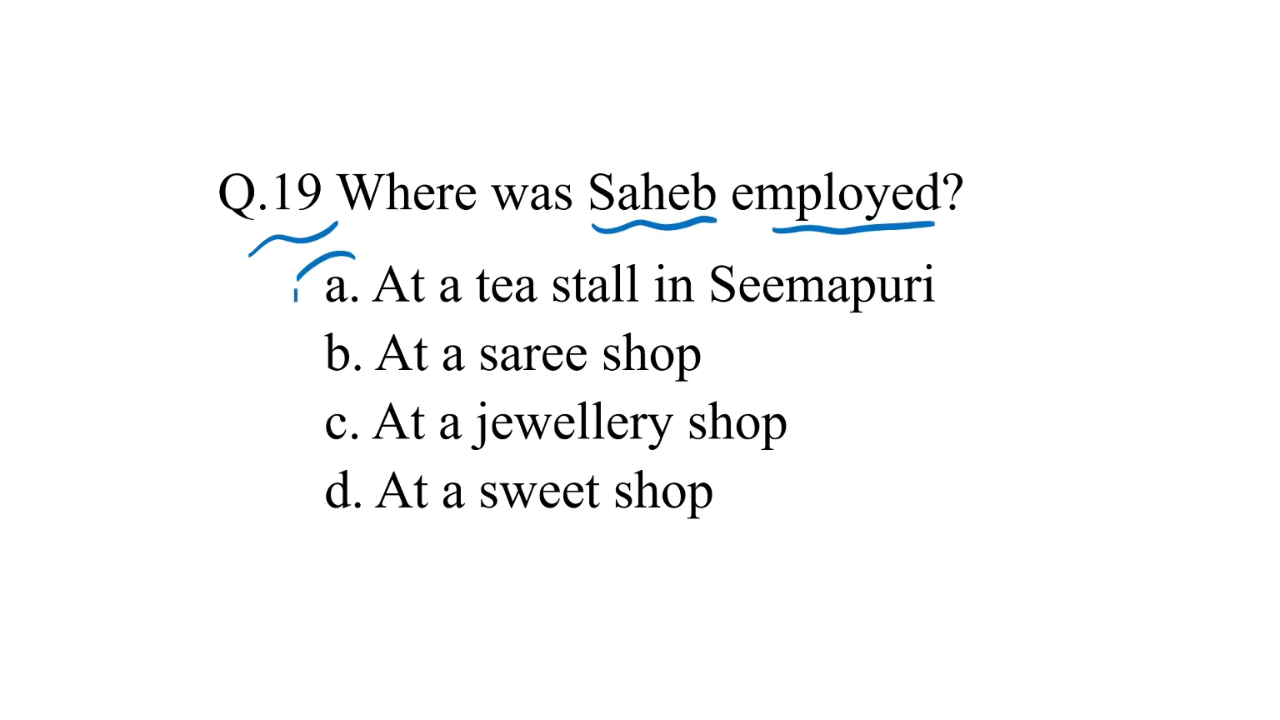 Q.19 Where was Saheb employed?
a. At a tea stall in Seemapuri
b. At a saree shop
c. At a jewellery shop
d. At a sweet shop